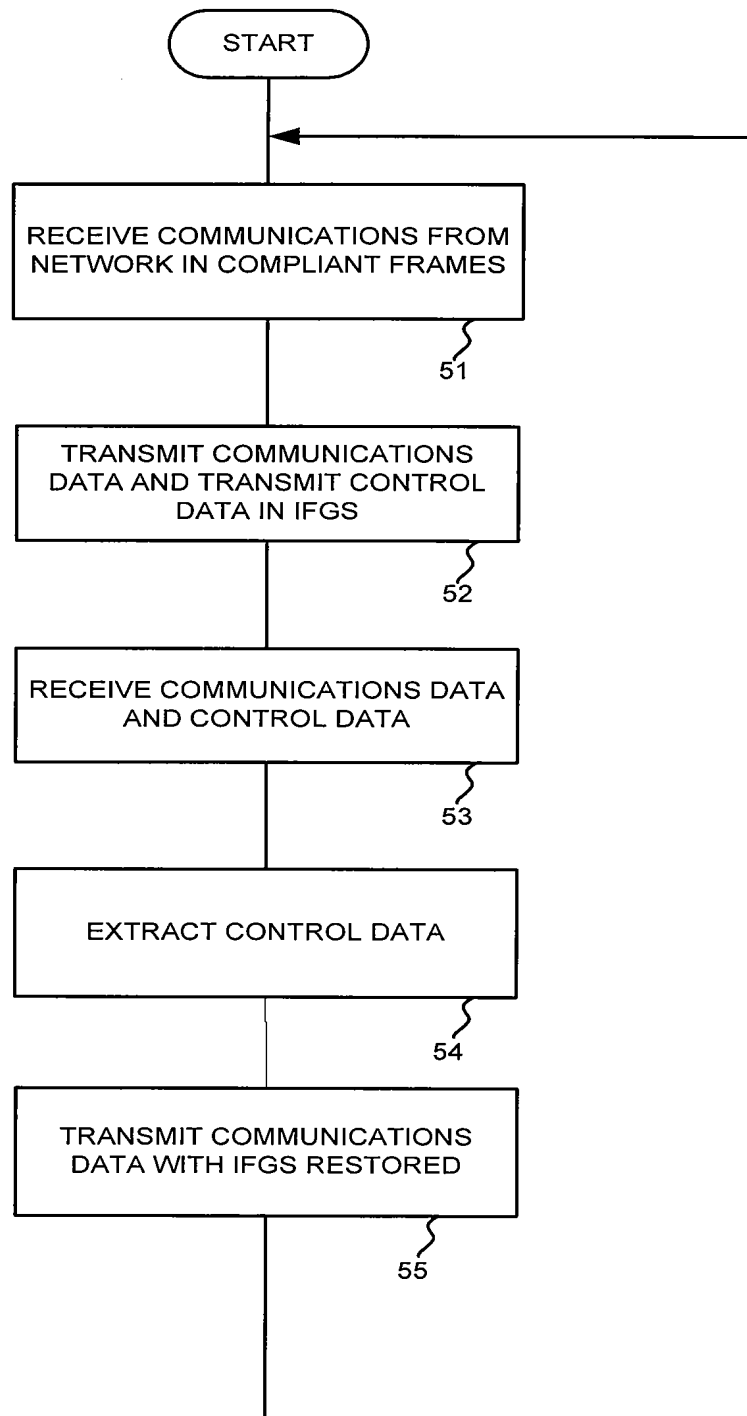 START
RECEIVE COMMUNICATIONS FROM
NETWORK IN COMPLIANT FRAMES
51
TRANSMIT COMMUNICATIONS
DATA AND TRANSMIT CONTROL
DATA IN IFGS
52
RECEIVE COMMUNICATIONS DATA
AND CONTROL DATA
53
EXTRACT CONTROL DATA
54
TRANSMIT COMMUNICATIONS
DATA WITH IFGS RESTORED
55